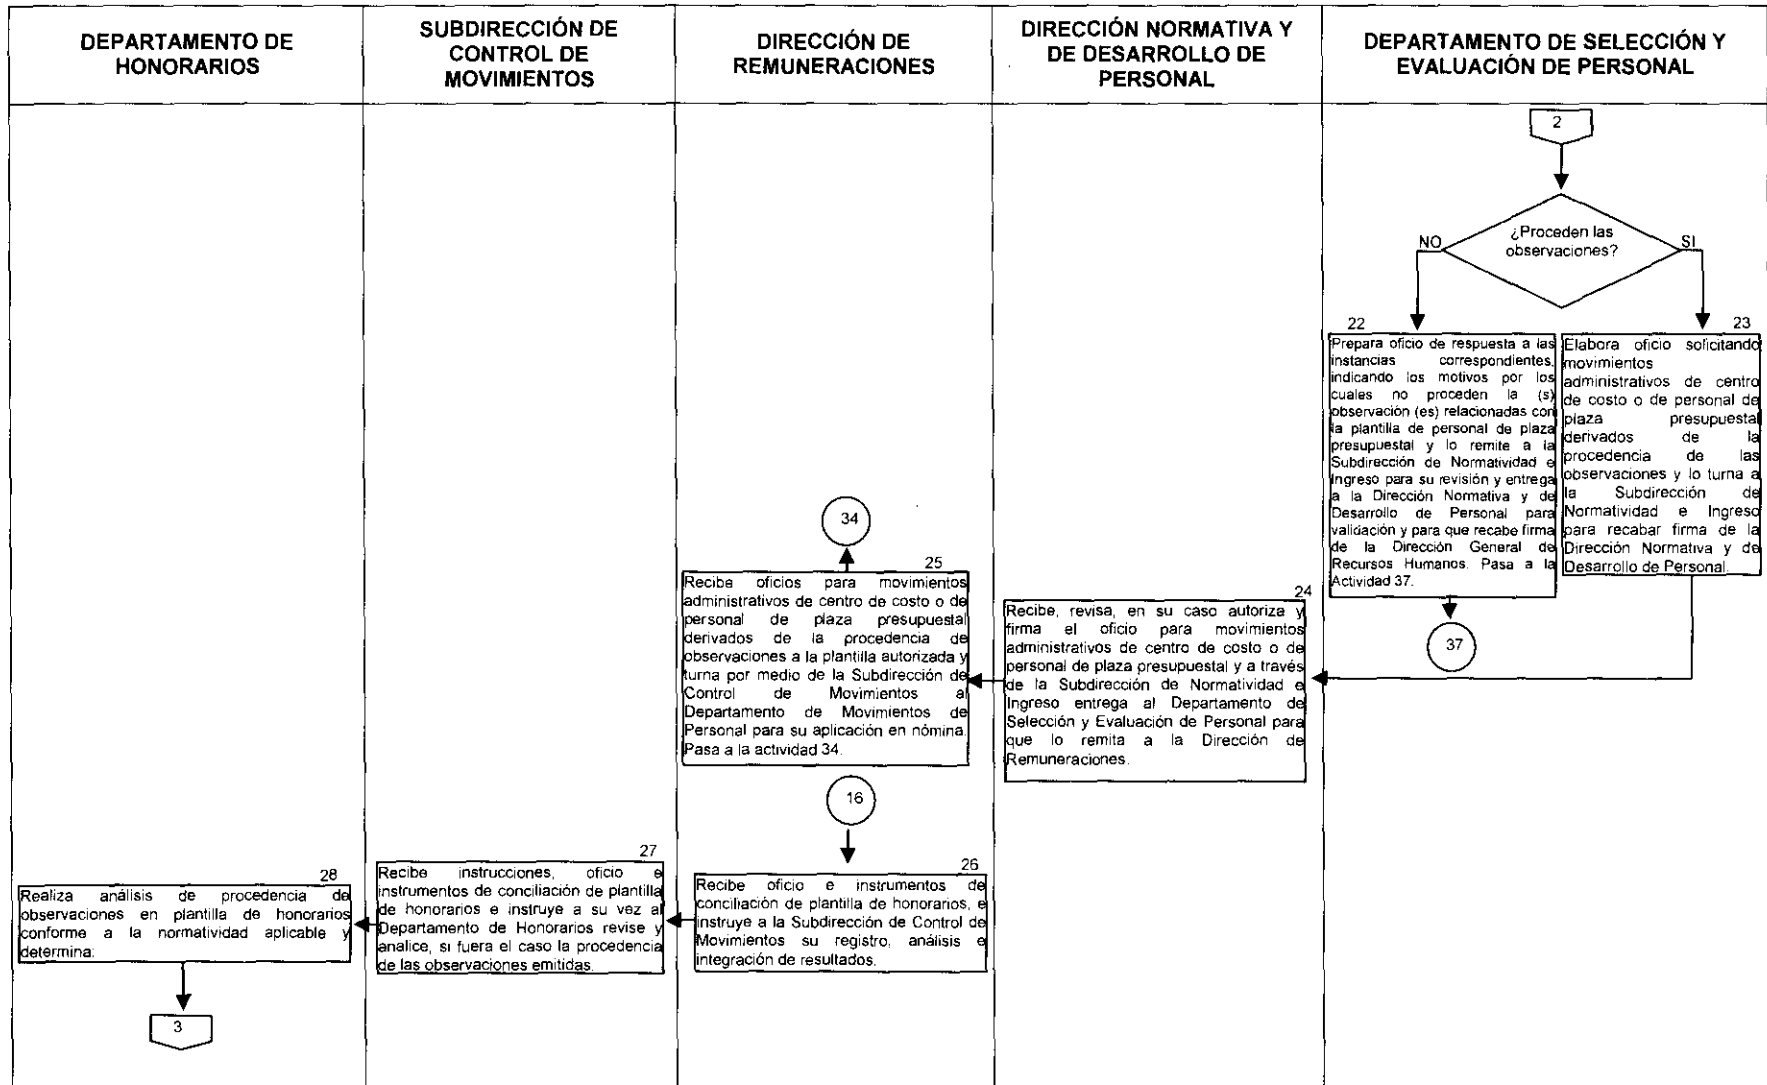 DEPARTAMENTO DE
HONORARIOS
SUBDIRECCIÓN DE
CONTROL DE
MOVIMIENTOS
DIRECCIÓN DE
REMUNERACIONES
DIRECCIÓN NORMATIVA Y
DE DESARROLLO DE
PERSONAL
DEPARTAMENTO DE SELECCIÓN Y
EVALUACIÓN DE PERSONAL
2
¿Proceden las
observaciones?
NO
SI
22
Prepara oficio de respuesta a las
instancias correspondientes,
indicando los motivos por los
cuales no proceden la (s)
observación (es) relacionadas con
la plantilla de personal de plaza
presupuestal y lo remite a la
Subdirección de Normatividad e
Ingreso para su revisión y entrega
a la Dirección Normativa y de
Desarrollo de Personal para
validación y para que recabe firma
de la Dirección General de
Recursos Humanos. Pasa a la
Actividad 37.
37
23
Elabora oficio solicitando
movimientos
administrativos de centro
de costo o de personal de
plaza presupuestal
derivados de la
procedencia de las
observaciones y lo turna a
la Subdirección de
Normatividad e Ingreso
para recabar firma de la
Dirección Normativa y de
Desarrollo de Personal.
24
Recibe, revisa, en su caso autoriza y
firma el oficio para movimientos
administrativos de centro de costo o de
personal de plaza presupuestal y a través
de la Subdirección de Normatividad e
Ingreso entrega al Departamento de
Selección y Evaluación de Personal para
que lo remita a la Dirección de
Remuneraciones.
34
25
Recibe oficios para movimientos
administrativos de centro de costo o de
personal de plaza presupuestal
derivados de la procedencia de
observaciones a la plantilla autorizada y
turna por medio de la Subdirección de
Control de Movimientos al
Departamento de Movimientos de
Personal para su aplicación en nómina.
Pasa a la actividad 34.
16
26
Recibe oficio e instrumentos de
conciliación de plantilla de honorarios, e
instruye a la Subdirección de Control de
Movimientos su registro, análisis e
integración de resultados.
27
Recibe instrucciones, oficio e
instrumentos de conciliación de plantilla
de honorarios e instruye a su vez al
Departamento de Honorarios revise y
analice, si fuera el caso la procedencia
de las observaciones emitidas.
28
Realiza análisis de procedencia de
observaciones en plantilla de honorarios
conforme a la normatividad aplicable y
determina:
3